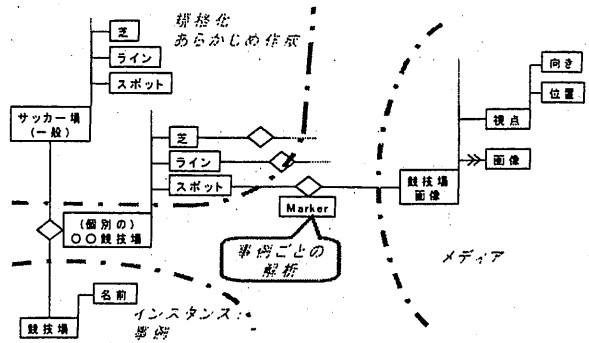 規格化
あらかじめ作成
芝
ライン
スポット
サッカー場
(一般)
向き
位置
視点
画像
芝
ライン
スポット
競技場
画像
Marker
(個別の)
○○競技場
事例ごとの
解析
メディア
名前
競技場
インスタンス:
事例